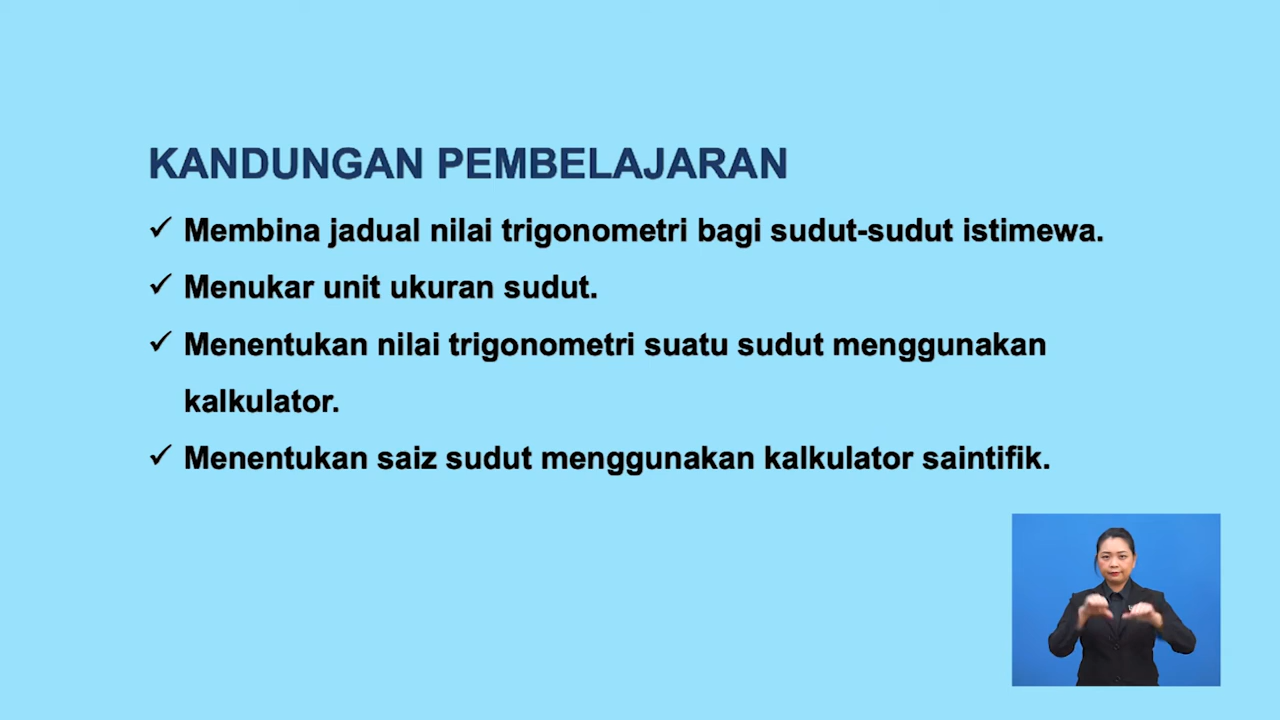 KANDUNGAN PEMBELAJARAN
✓ Membina jadual nilai trigonometri bagi sudut-sudut istimewa.
✓ Menukar unit ukuran sudut.
✓ Menentukan nilai trigonometri suatu sudut menggunakan
kalkulator.
✓ Menentukan saiz sudut menggunakan kalkulator saintifik.